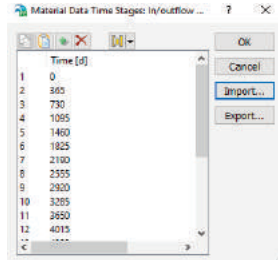 Material Data Time Stages: In/outflow ... ? ×
OK
Time [d]
Cancel
1 0
2 365
Import...
3 730
4 1095
Export...
5 1460
6 1825
7 2190
8 2555
9 2920
10 3285
11 3650
12 4015